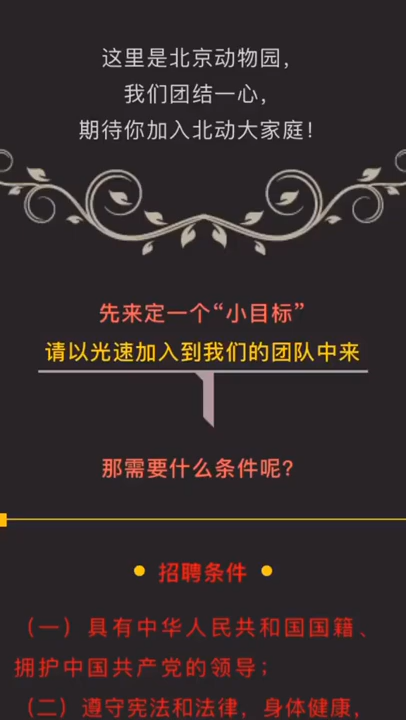 这里是北京动物园，
我们团结一心，
期待你加入北动大家庭！
先来定一个“小目标”
请以光速加入到我们的团队中来
那需要什么条件呢？
招聘条件
（一）具有中华人民共和国国籍、
拥护中国共产党的领导；
（二）遵守宪法和法律，身体健康，